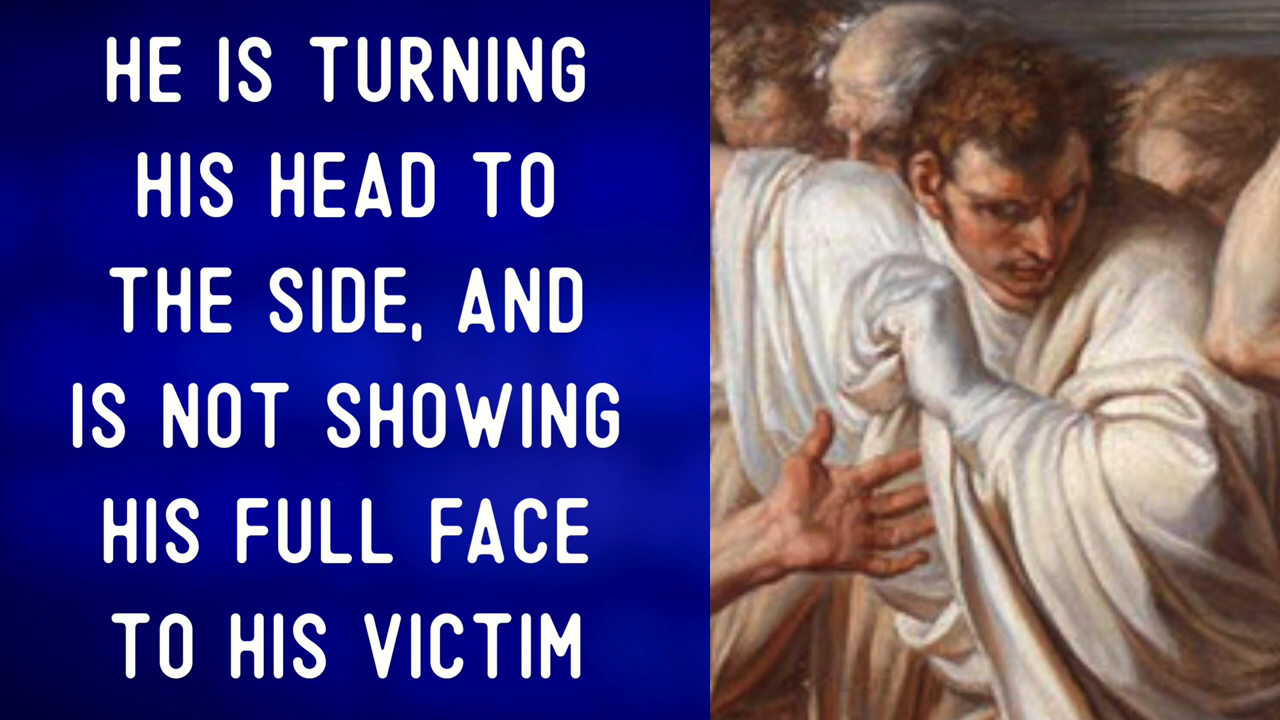 HE IS TURNING
HIS HEAD TO
THE SIDE, AND
IS NOT SHOWING
HIS FULL FACE
TO HIS VICTIM